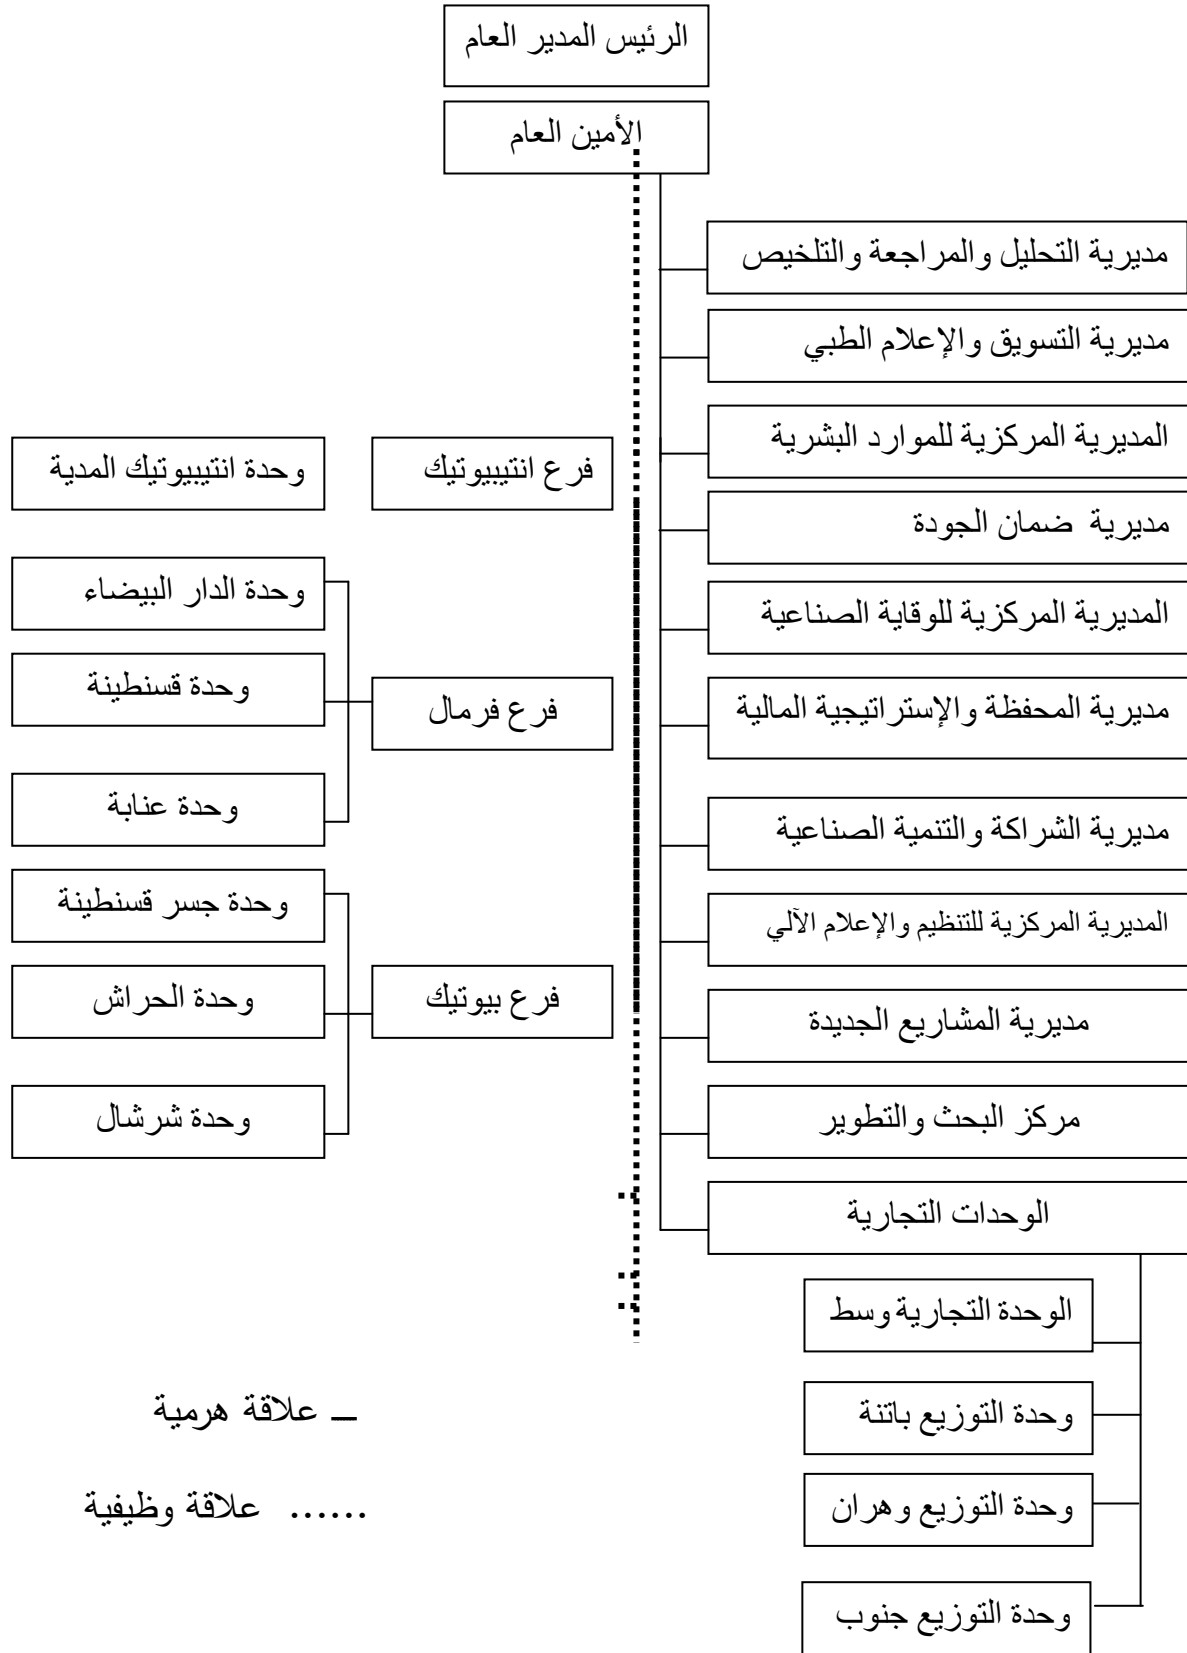 الرئيس المدير العام
الأمين العام
مديرية التحليل والمراجعة والتلخيص
مديرية التسويق والإعلام الطبي
المديرية المركزية للموارد البشرية
فرع انتيبيوتيك
وحدة انتيبيوتيك المدية
مديرية ضمان الجودة
المديرية المركزية للوقاية الصناعية
وحدة الدار البيضاء
مديرية المحفظة والإستراتيجية المالية
فرع فرمال
وحدة قسنطينة
مديرية الشراكة والتنمية الصناعية
وحدة عنابة
المديرية المركزية للتنظيم والإعلام الآلي
وحدة جسر قسنطينة
مديرية المشاريع الجديدة
فرع بيوتيك
وحدة الحراش
مركز البحث والتطوير
وحدة شرشال
الوحدات التجارية
الوحدة التجارية وسط
وحدة التوزيع باتنة
وحدة التوزيع وهران
وحدة التوزيع جنوب
ــ علاقة هرمية
...... علاقة وظيفية